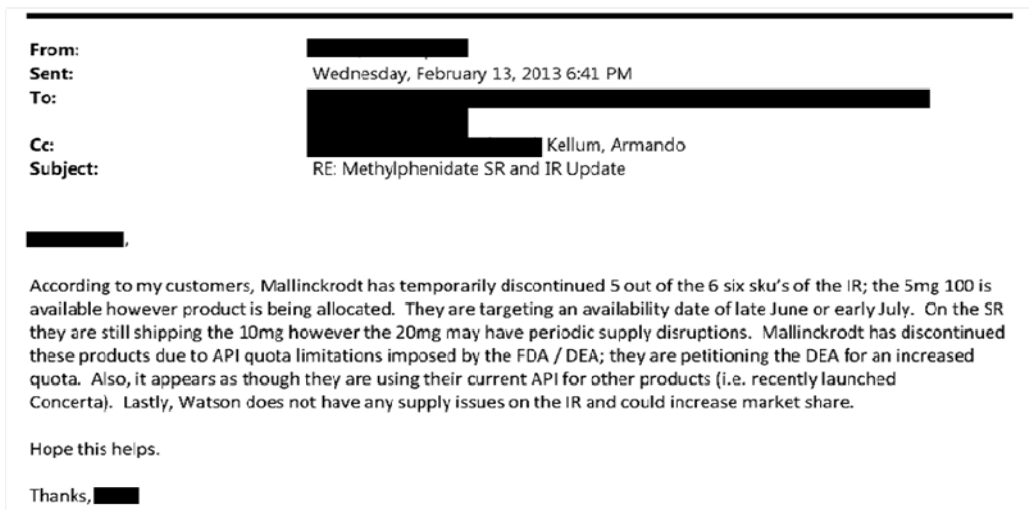 From:
Sent: Wednesday, February 13, 2013 6:41 PM
To:
Cc: Kellum, Armando
Subject: RE: Methylphenidate SR and IR Update
,
According to my customers, Mallinckrodt has temporarily discontinued 5 out of the 6 six sku's of the IR; the 5mg 100 is
available however product is being allocated. They are targeting an availability date of late June or early July. On the SR
they are still shipping the 10mg however the 20mg may have periodic supply disruptions. Mallinckrodt has discontinued
these products due to API quota limitations imposed by the FDA / DEA; they are petitioning the DEA for an increased
quota. Also, it appears as though they are using their current API for other products (i.e. recently launched
Concerta). Lastly, Watson does not have any supply issues on the IR and could increase market share.
Hope this helps.
Thanks,